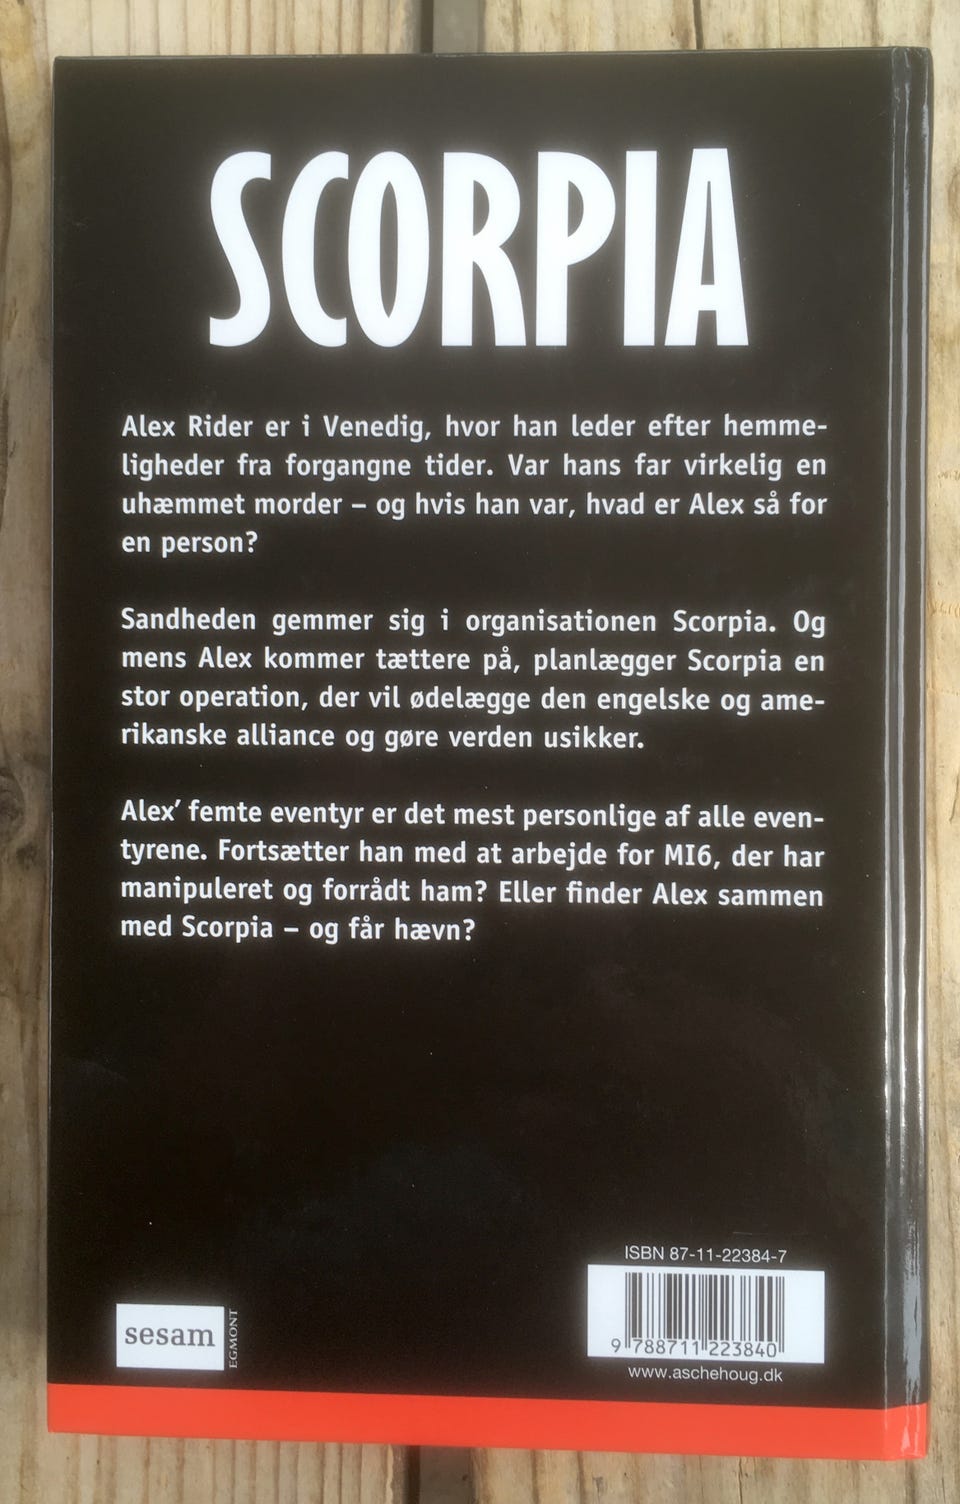 SCORPIA
Alex Rider er i Venedig, hvor han leder efter hemme-
ligheder fra forgangne tider. Var hans far virkelig en
uhæmmet morder – og hvis han var, hvad er Alex så for
en person?
Sandheden gemmer sig i organisationen Scorpia. Og
mens Alex kommer tættere på, planlægger Scorpia en
stor operation, der vil ødelægge den engelske og ame-
rikanske alliance og gøre verden usikker.
Alex’ femte eventyr er det mest personlige af alle even-
tyrene. Fortsætter han med at arbejde for MI6, der har
manipuleret og forrådt ham? Eller finder Alex sammen
med Scorpia – og får hævn?
ISBN 87-11-22384-7
9 788711 223840
www.aschehoug.dk
sesam
EGMONT